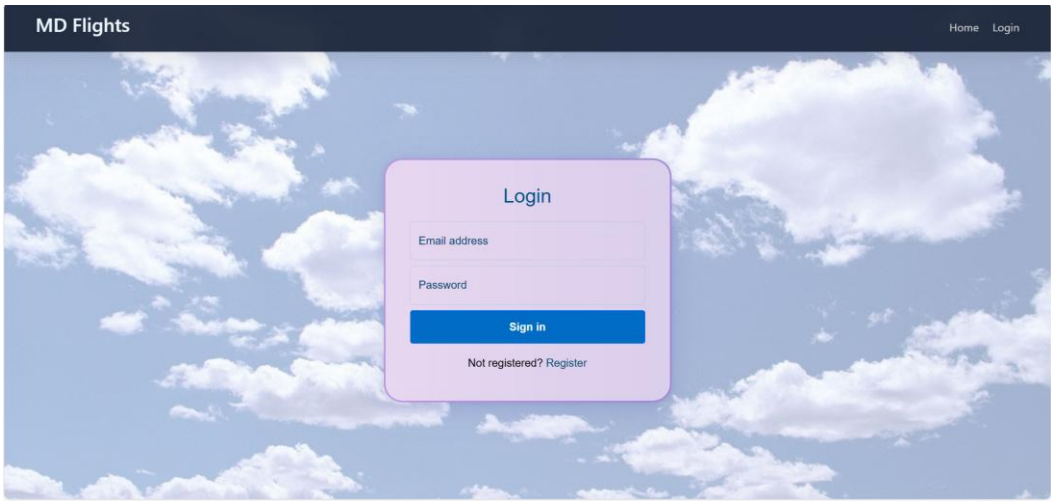 MD Flights
Home Login
Login
Email address
Password
Sign in
Not registered? Register